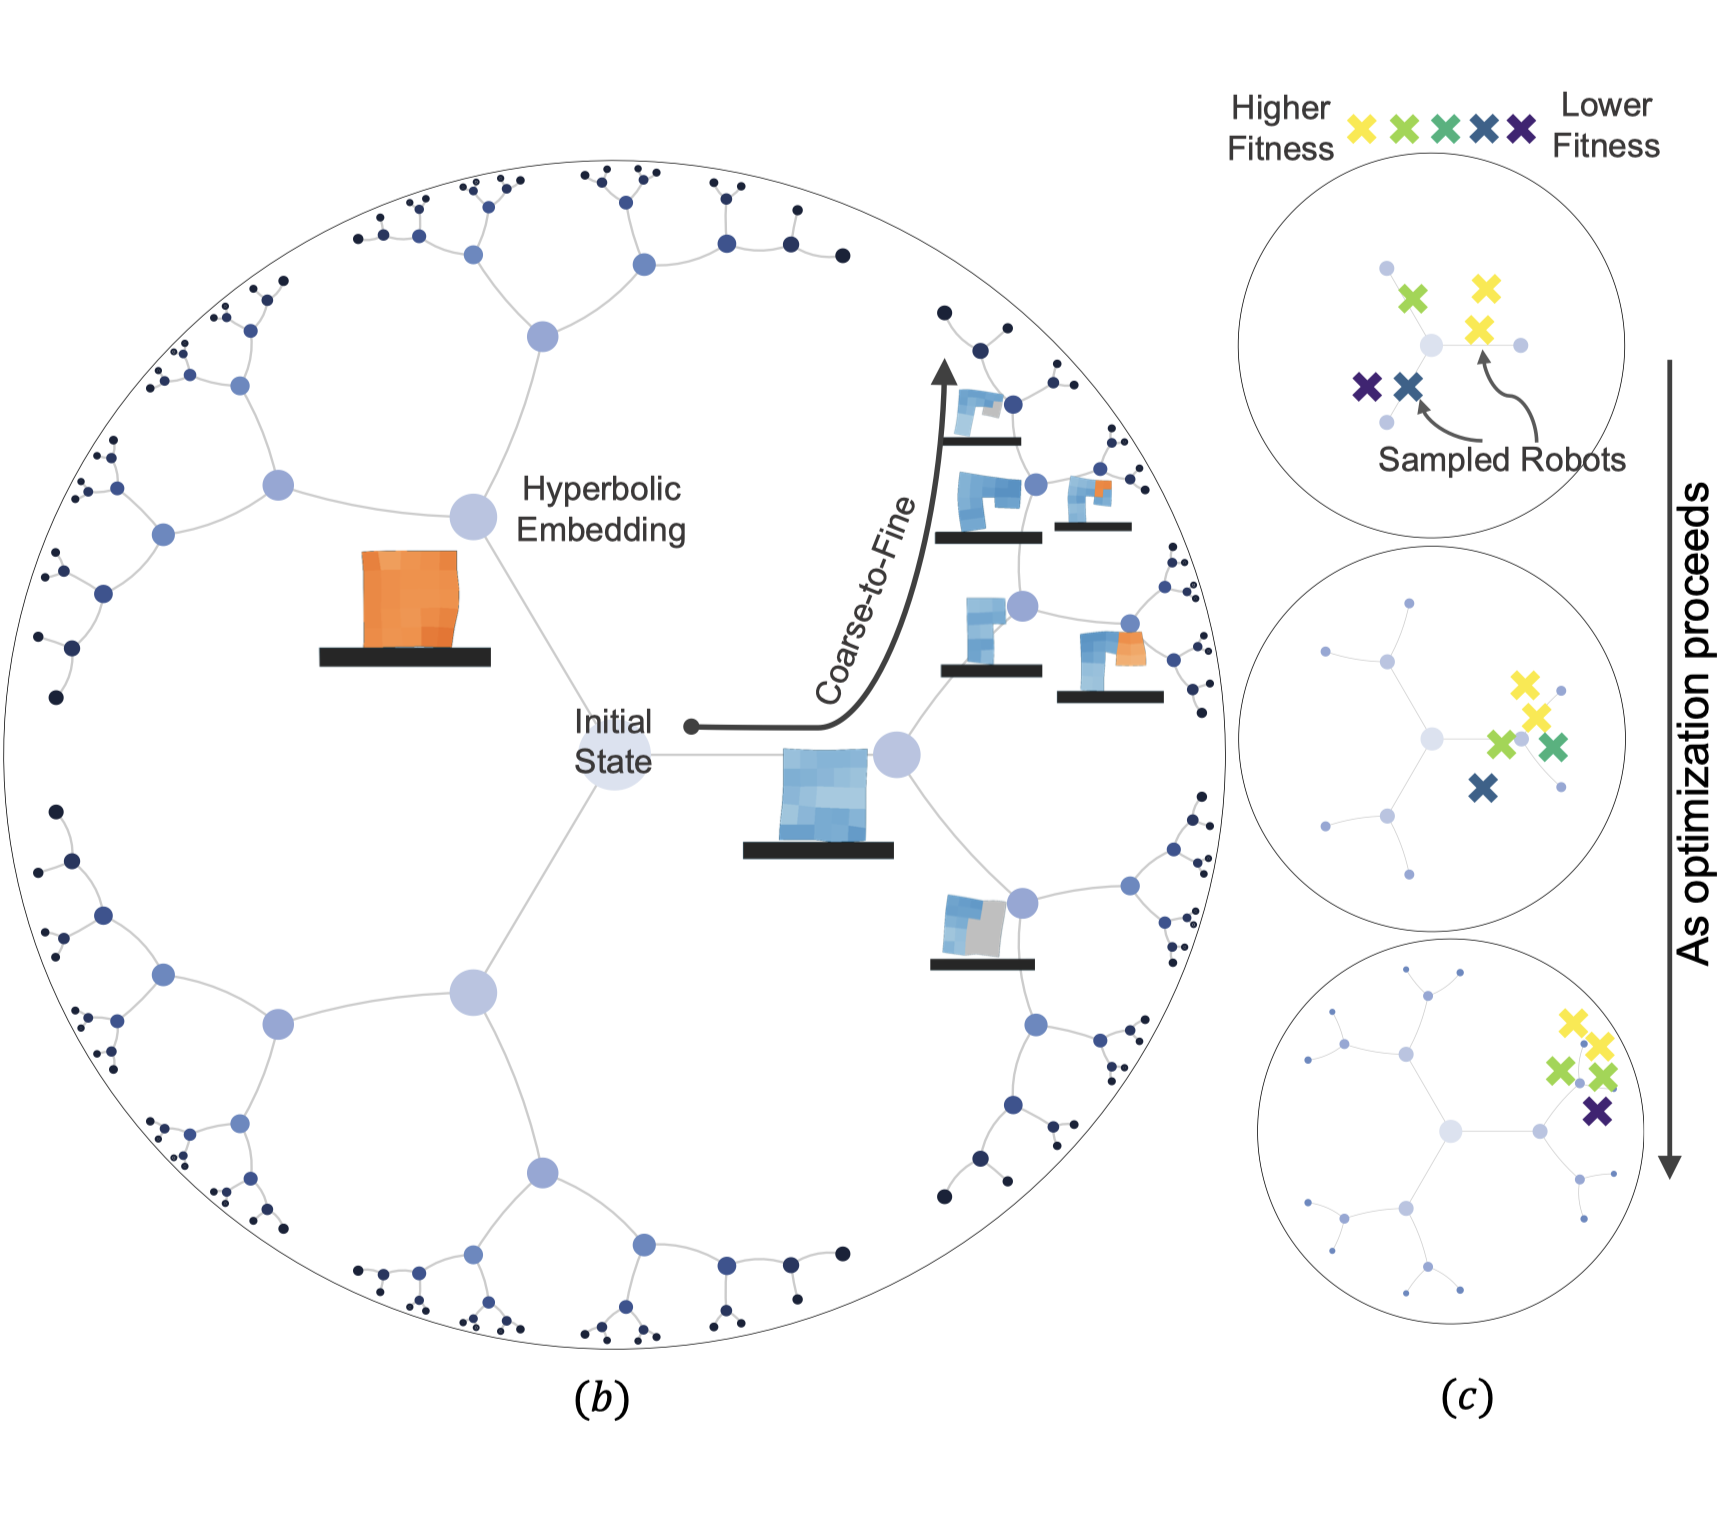 Higher
Fitness
Lower
Fitness
Hyperbolic
Embedding
Initial
State
Coarse-to-Fine
Sampled Robots
As optimization proceeds
(b)
(c)